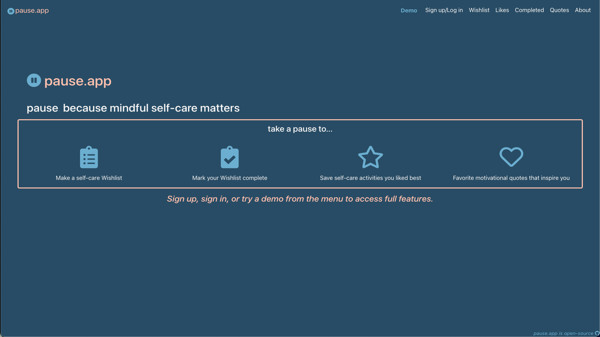 pause.app
Demo Sign up/Log in Wishlist Likes Completed Quotes About
pause.app
pause because mindful self-care matters
take a pause to...
Make a self-care Wishlist
Mark your Wishlist complete
Save self-care activities you liked best
Favorite motivational quotes that inspire you
Sign up, sign in, or try a demo from the menu to access full features.
pause.app is open-source